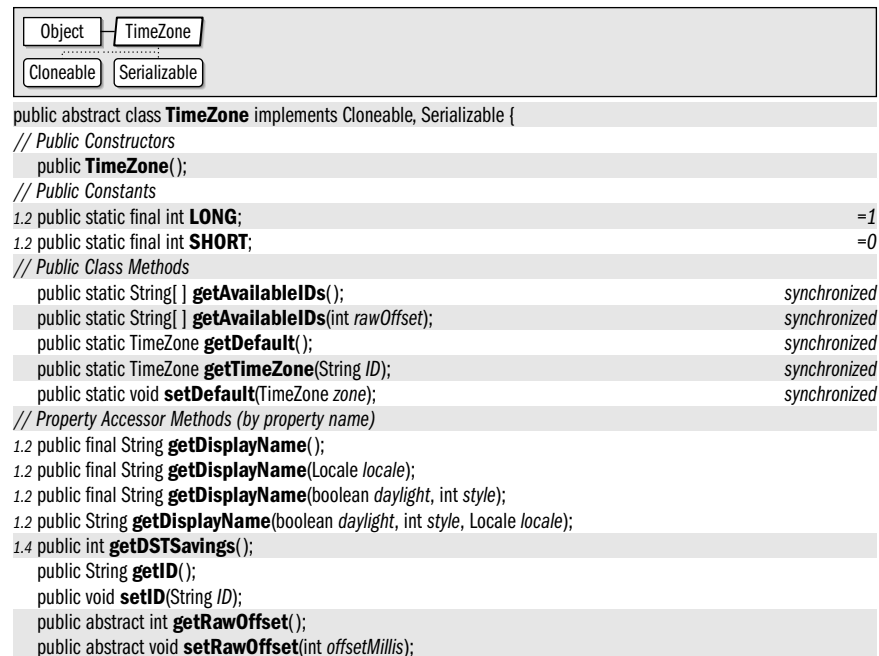 Object TimeZone
Cloneable Serializable
public abstract class TimeZone implements Cloneable, Serializable {
// Public Constructors
public TimeZone( );
// Public Constants
1.2 public static final int LONG; =1
1.2 public static final int SHORT; =0
// Public Class Methods
public static String[ ] getAvailableIDs( ); synchronized
public static String[ ] getAvailableIDs(int rawOffset); synchronized
public static TimeZone getDefault( ); synchronized
public static TimeZone getTimeZone(String ID); synchronized
public static void setDefault(TimeZone zone); synchronized
// Property Accessor Methods (by property name)
1.2 public final String getDisplayName( );
1.2 public final String getDisplayName(Locale locale);
1.2 public final String getDisplayName(boolean daylight, int style);
1.2 public String getDisplayName(boolean daylight, int style, Locale locale);
1.4 public int getDSTSavings( );
public String getID( );
public void setID(String ID);
public abstract int getRawOffset( );
public abstract void setRawOffset(int offsetMillis);